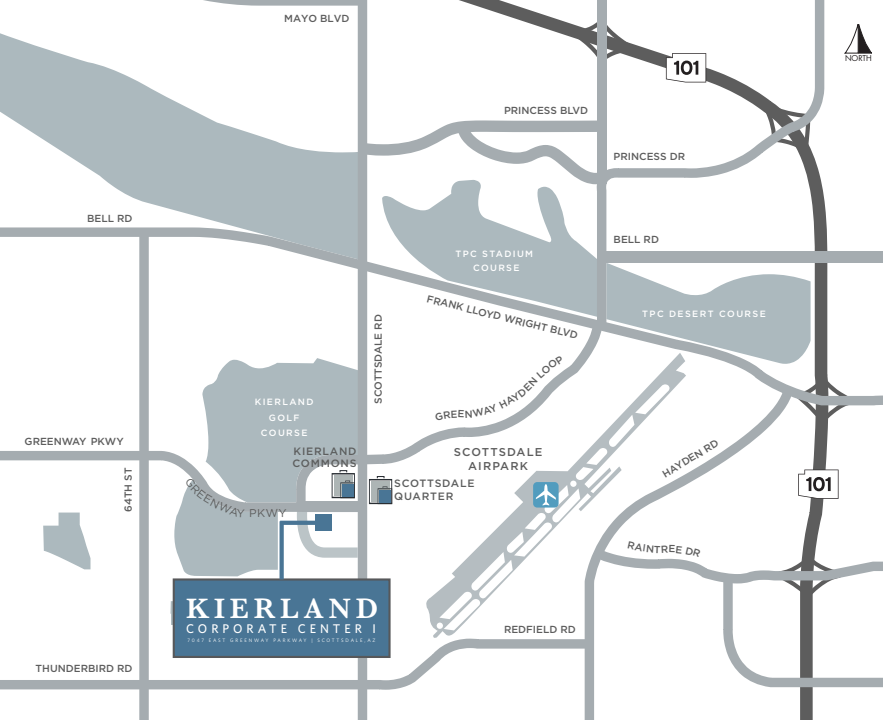 MAYO BLVD
NORTH
101
PRINCESS BLVD
PRINCESS DR
BELL RD
BELL RD
TPC STADIUM
COURSE
FRANK LLOYD WRIGHT BLVD
TPC DESERT COURSE
SCOTTSDALE RD
GREENWAY HAYDEN LOOP
KIERLAND
GOLF
COURSE
GREENWAY PKWY
KIERLAND
COMMONS
SCOTTSDALE
AIRPARK
HAYDEN RD
64TH ST
GREENWAY PKWY
SCOTTSDALE
QUARTER
101
RAINTREE DR
KIERLAND
CORPORATE CENTER I
7047 EAST GREENWAY PARKWAY | SCOTTSDALE, AZ
REDFIELD RD
THUNDERBIRD RD